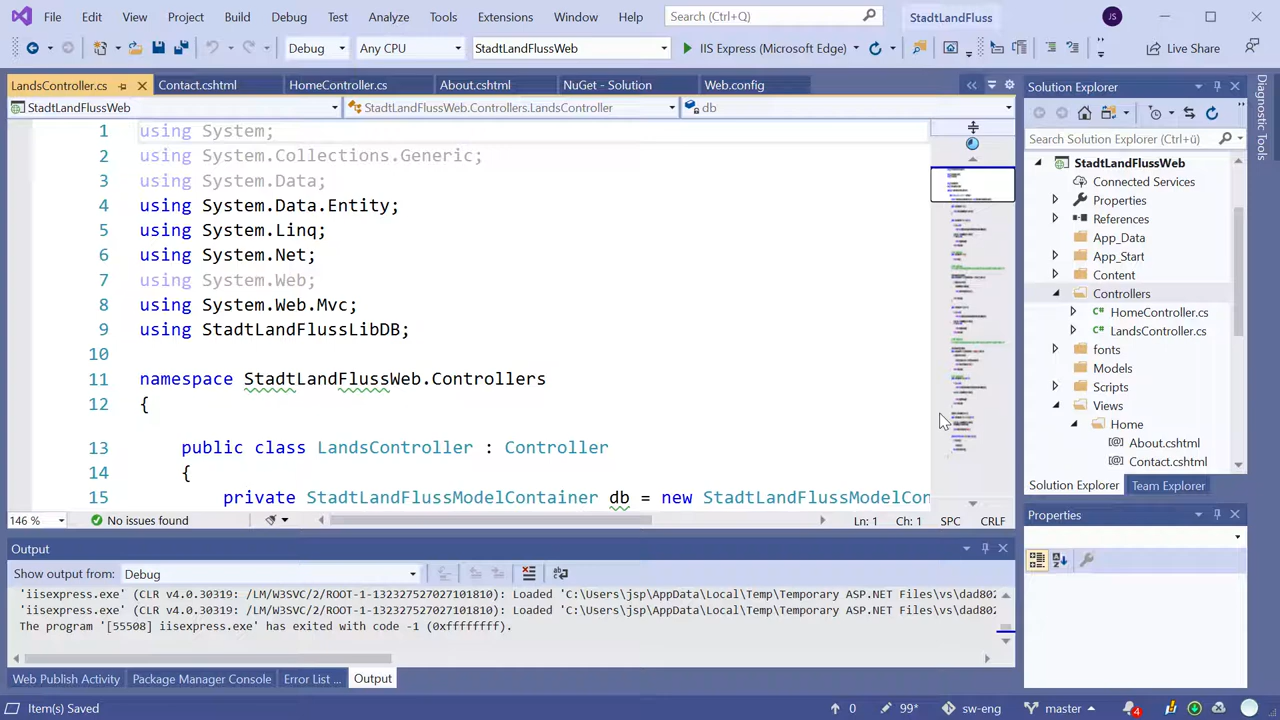 File Edit View Project Build Debug Test Analyze Tools Extensions Window Help Search (Ctrl+Q) StadtLandFluss JS
Debug Any CPU StadtLandFlussWeb IIS Express (Microsoft Edge) Live Share
LandsController.cs Contact.cshtml HomeController.cs About.cshtml NuGet - Solution Web.config
StadtLandFlussWeb StadtLandFlussWeb.Controllers.LandsController db
1 using System;
2 using System.Collections.Generic;
3 using System.Data;
4 using System.Data.Entity;
5 using System.Linq;
6 using System.Net;
7 using System.Web;
8 using System.Web.Mvc;
9 using StadtLandFlussLibDB;
10
11 namespace StadtLandFlussWeb.Controllers
12 {
13 public class LandsController : Controller
14 {
15 private StadtLandFlussModelContainer db = new StadtLandFlussModelCon
146 % No issues found Ln: 1 Ch: 1 SPC CRLF
Output
Show output from: Debug
'iisexpress.exe' (CLR v4.0.30319: /LM/W3SVC/2/ROOT-1-132327527027101810): Loaded 'C:\Users\jsp\AppData\Local\Temp\Temporary ASP.NET Files\vs\dad802
'iisexpress.exe' (CLR v4.0.30319: /LM/W3SVC/2/ROOT-1-132327527027101810): Loaded 'C:\Users\jsp\AppData\Local\Temp\Temporary ASP.NET Files\vs\dad802
The program '[55508] iisexpress.exe' has exited with code -1 (0xffffffff).
Web Publish Activity Package Manager Console Error List ... Output
Solution Explorer
Search Solution Explorer (Ctrl+ü)
StadtLandFlussWeb
Connected Services
Properties
References
App_Data
App_Start
Content
Controllers
HomeController.cs
LandsController.cs
fonts
Models
Scripts
Views
Home
About.cshtml
Contact.cshtml
Solution Explorer Team Explorer
Properties
Diagnostic Tools
Item(s) Saved 0 99* sw-eng master 4